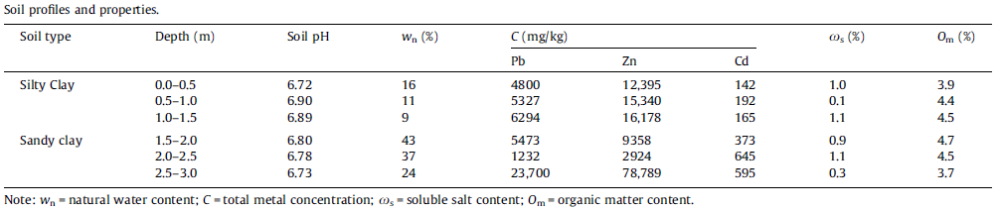 Soil profiles and properties.
Soil type Depth (m) Soil pH wn (%) C (mg/kg) ωs (%) Om (%)
Pb Zn Cd
Silty Clay 0.0–0.5 6.72 16 4800 12,395 142 1.0 3.9
0.5–1.0 6.90 11 5327 15,340 192 0.1 4.4
1.0–1.5 6.89 9 6294 16,178 165 1.1 4.5
Sandy clay 1.5–2.0 6.80 43 5473 9358 373 0.9 4.7
2.0–2.5 6.78 37 1232 2924 645 1.1 4.5
2.5–3.0 6.73 24 23,700 78,789 595 0.3 3.7
Note: wn = natural water content; C = total metal concentration; ωs = soluble salt content; Om = organic matter content.